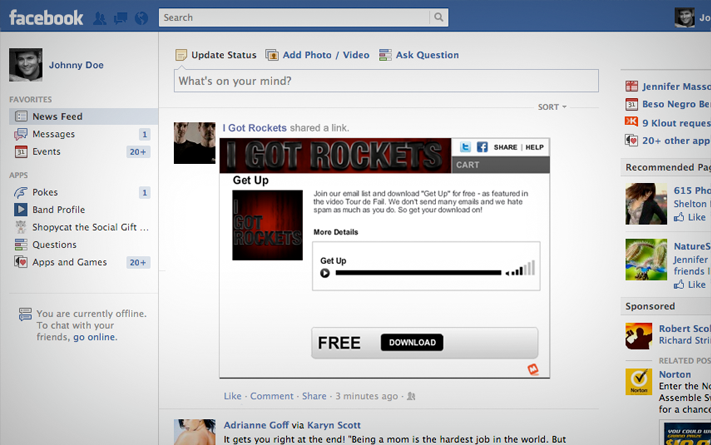 facebook
Search
Jo
Johnny Doe
FAVORITES
News Feed
Messages 1
Events 20+
APPS
Pokes 1
Band Profile
Shopycat the Social Gift ...
Questions
Apps and Games 20+
You are currently offline.
To chat with your
friends, go online.
Update Status Add Photo / Video Ask Question
What's on your mind?
SORT
I Got Rockets shared a link.
I GOT ROCKETS
SHARE | HELP
CART
Get Up
I GOT
ROCKETS
Join our email list and download "Get Up" for free - as featured in
the video Tour de Fail. We don't send many emails and we hate
spam as much as you do. So get your download on!
More Details
Get Up
FREE DOWNLOAD
Like · Comment · Share · 3 minutes ago ·
Adrianne Goff via Karyn Scott
It gets you right at the end! "Being a mom is the hardest job in the world. But
Jennifer Masso
Beso Negro Be
9 Klout reques
20+ other app
Recommended Pag
615 Pho
Shelton
Like
NatureS
Jennifer
friends l
Like
Sponsored
Robert Scol
Richard Strin
RELATED POS
Norton
Norton
Enter the No
Assemble Sw
for a chance
YOU COULD